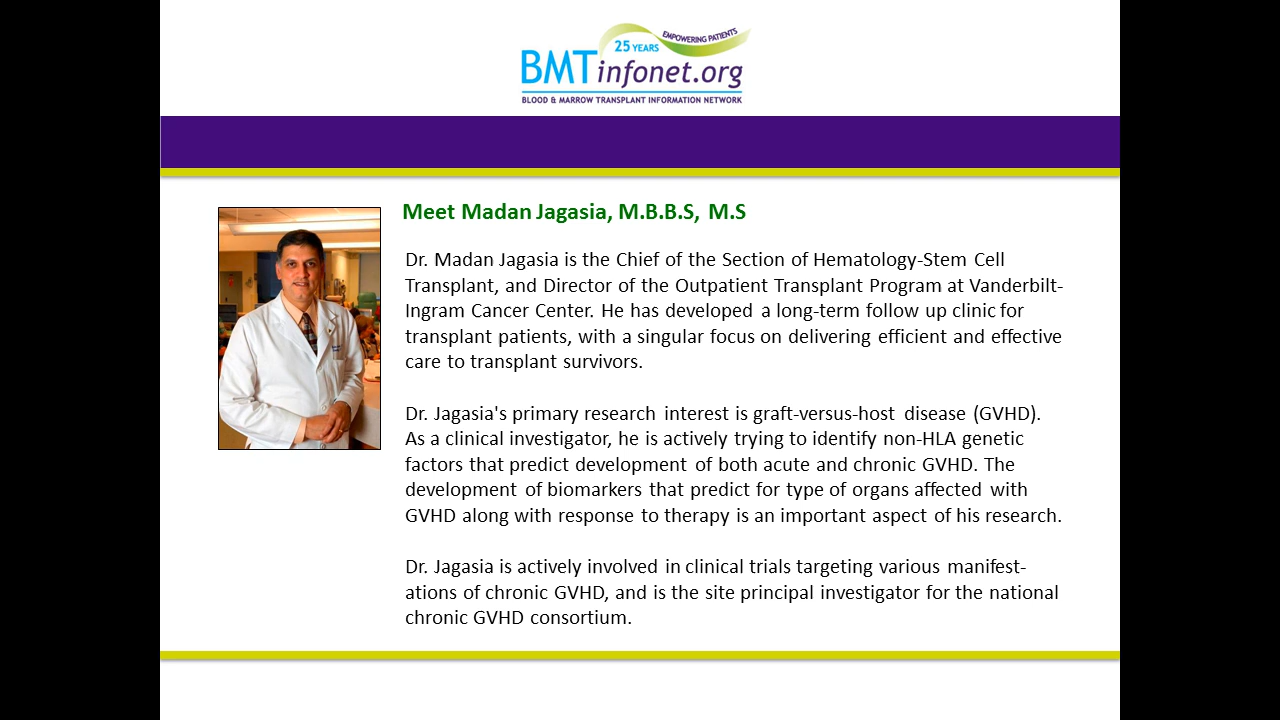 25 YEARS EMPOWERING PATIENTS
BMTinfonet.org
BLOOD & MARROW TRANSPLANT INFORMATION NETWORK
Meet Madan Jagasia, M.B.B.S, M.S
Dr. Madan Jagasia is the Chief of the Section of Hematology-Stem Cell
Transplant, and Director of the Outpatient Transplant Program at Vanderbilt-
Ingram Cancer Center. He has developed a long-term follow up clinic for
transplant patients, with a singular focus on delivering efficient and effective
care to transplant survivors.
Dr. Jagasia's primary research interest is graft-versus-host disease (GVHD).
As a clinical investigator, he is actively trying to identify non-HLA genetic
factors that predict development of both acute and chronic GVHD. The
development of biomarkers that predict for type of organs affected with
GVHD along with response to therapy is an important aspect of his research.
Dr. Jagasia is actively involved in clinical trials targeting various manifest-
ations of chronic GVHD, and is the site principal investigator for the national
chronic GVHD consortium.